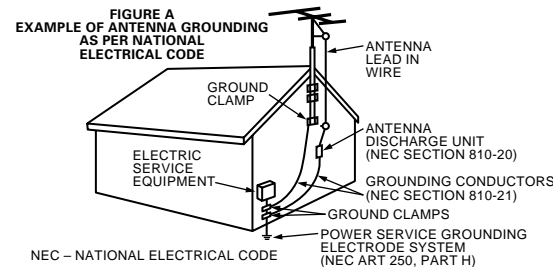 FIGURE A
EXAMPLE OF ANTENNA GROUNDING
AS PER NATIONAL
ELECTRICAL CODE
ANTENNA
LEAD IN
WIRE
GROUND
CLAMP
ANTENNA
DISCHARGE UNIT
(NEC SECTION 810-20)
ELECTRIC
SERVICE
EQUIPMENT
GROUNDING CONDUCTORS
(NEC SECTION 810-21)
GROUND CLAMPS
POWER SERVICE GROUNDING
ELECTRODE SYSTEM
(NEC ART 250, PART H)
NEC – NATIONAL ELECTRICAL CODE